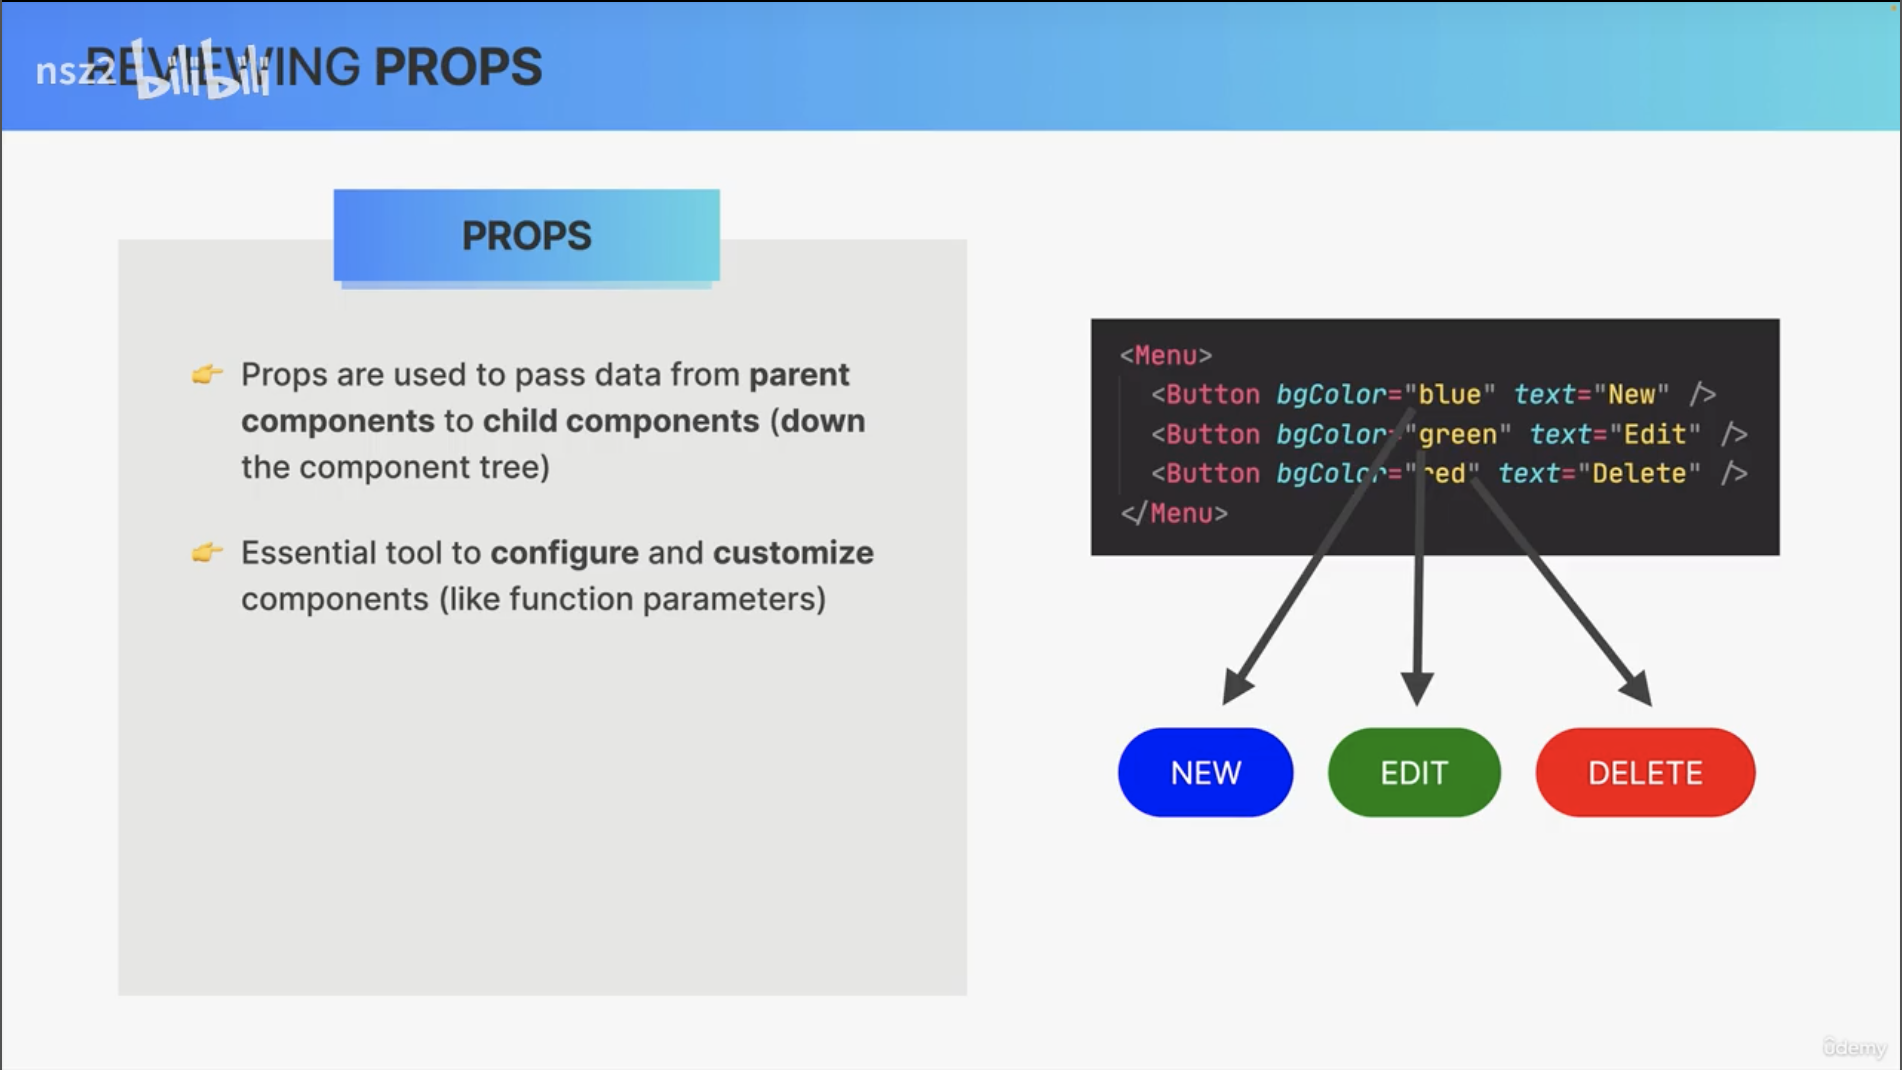 REVIEWING PROPS
nsz2 bilibili
PROPS
Props are used to pass data from parent
components to child components (down
the component tree)
Essential tool to configure and customize
components (like function parameters)
<Menu>
<Button bgColor="blue" text="New" />
<Button bgColor="green" text="Edit" />
<Button bgColor="red" text="Delete" />
</Menu>
NEW
EDIT
DELETE
ûdemy